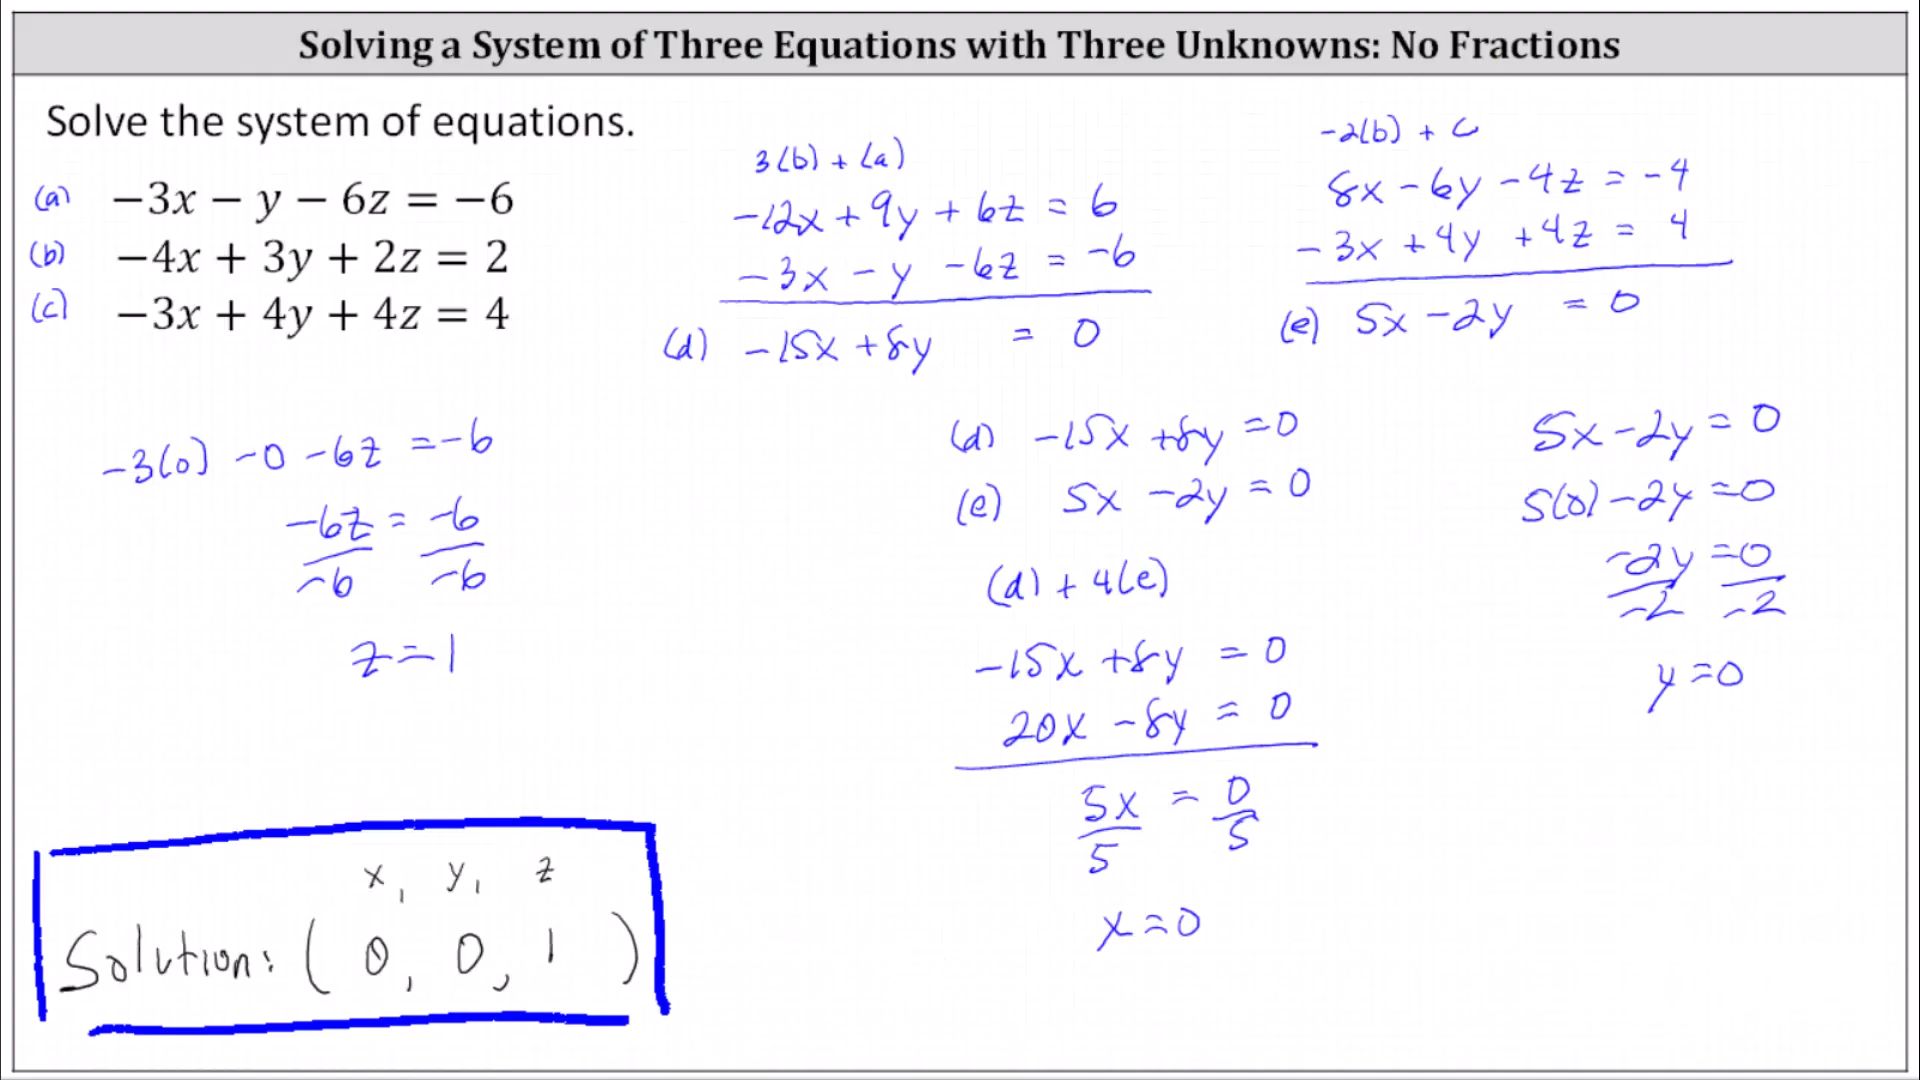 Solving a System of Three Equations with Three Unknowns: No Fractions
Solve the system of equations.
(a) −3x − y − 6z = −6
(b) −4x + 3y + 2z = 2
(c) −3x + 4y + 4z = 4
3(b) + (a)
-12x + 9y + 6z = 6
-3x - y - 6z = -6
(d) -15x + 8y = 0
-2(b) + C
8x - 6y - 4z = -4
-3x + 4y + 4z = 4
(e) 5x - 2y = 0
-3(0) - 0 - 6z = -6
-6z = -6
-6 -6
z = 1
(d) -15x + 8y = 0
(e) 5x - 2y = 0
(d) + 4(e)
-15x + 8y = 0
20x - 8y = 0
5x = 0
5 5
x = 0
5x - 2y = 0
5(0) - 2y = 0
-2y = 0
-2 -2
y = 0
x, y, z
Solution: ( 0, 0, 1 )